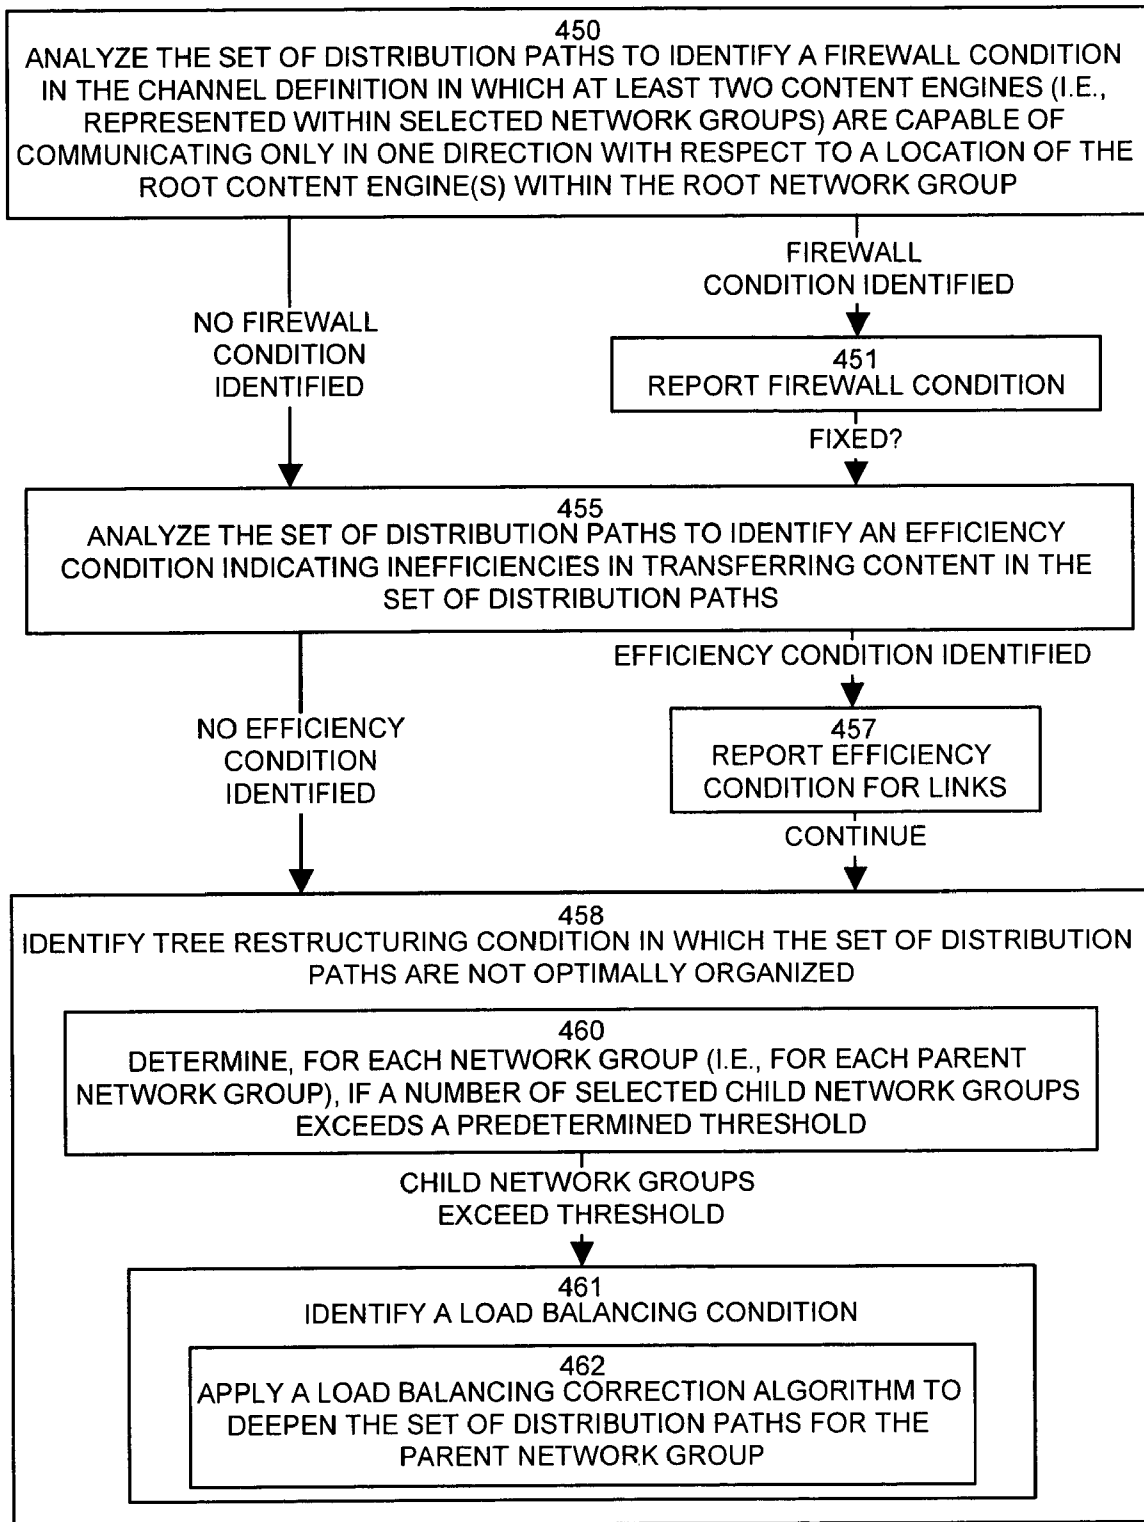 450
ANALYZE THE SET OF DISTRIBUTION PATHS TO IDENTIFY A FIREWALL CONDITION
IN THE CHANNEL DEFINITION IN WHICH AT LEAST TWO CONTENT ENGINES (I.E.,
REPRESENTED WITHIN SELECTED NETWORK GROUPS) ARE CAPABLE OF
COMMUNICATING ONLY IN ONE DIRECTION WITH RESPECT TO A LOCATION OF THE
ROOT CONTENT ENGINE(S) WITHIN THE ROOT NETWORK GROUP
FIREWALL
CONDITION IDENTIFIED
NO FIREWALL
CONDITION
IDENTIFIED
451
REPORT FIREWALL CONDITION
FIXED?
455
ANALYZE THE SET OF DISTRIBUTION PATHS TO IDENTIFY AN EFFICIENCY
CONDITION INDICATING INEFFICIENCIES IN TRANSFERRING CONTENT IN THE
SET OF DISTRIBUTION PATHS
EFFICIENCY CONDITION IDENTIFIED
NO EFFICIENCY
CONDITION
IDENTIFIED
457
REPORT EFFICIENCY
CONDITION FOR LINKS
CONTINUE
458
IDENTIFY TREE RESTRUCTURING CONDITION IN WHICH THE SET OF DISTRIBUTION
PATHS ARE NOT OPTIMALLY ORGANIZED
460
DETERMINE, FOR EACH NETWORK GROUP (I.E., FOR EACH PARENT
NETWORK GROUP), IF A NUMBER OF SELECTED CHILD NETWORK GROUPS
EXCEEDS A PREDETERMINED THRESHOLD
CHILD NETWORK GROUPS
EXCEED THRESHOLD
461
IDENTIFY A LOAD BALANCING CONDITION
462
APPLY A LOAD BALANCING CORRECTION ALGORITHM TO
DEEPEN THE SET OF DISTRIBUTION PATHS FOR THE
PARENT NETWORK GROUP